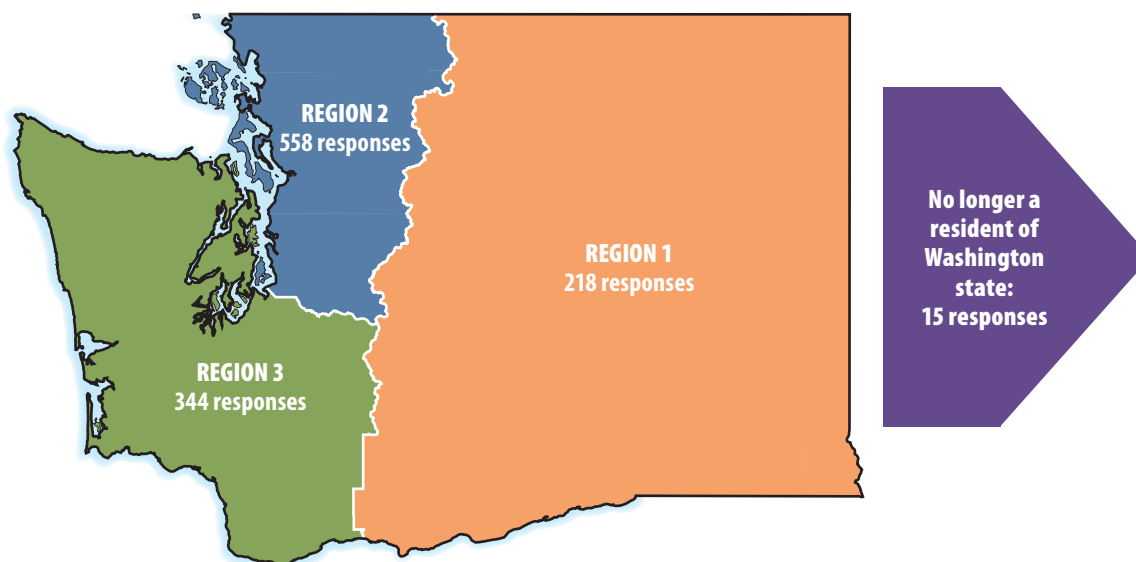 REGION 2
558 responses
REGION 1
218 responses
REGION 3
344 responses
No longer a
resident of
Washington
state:
15 responses